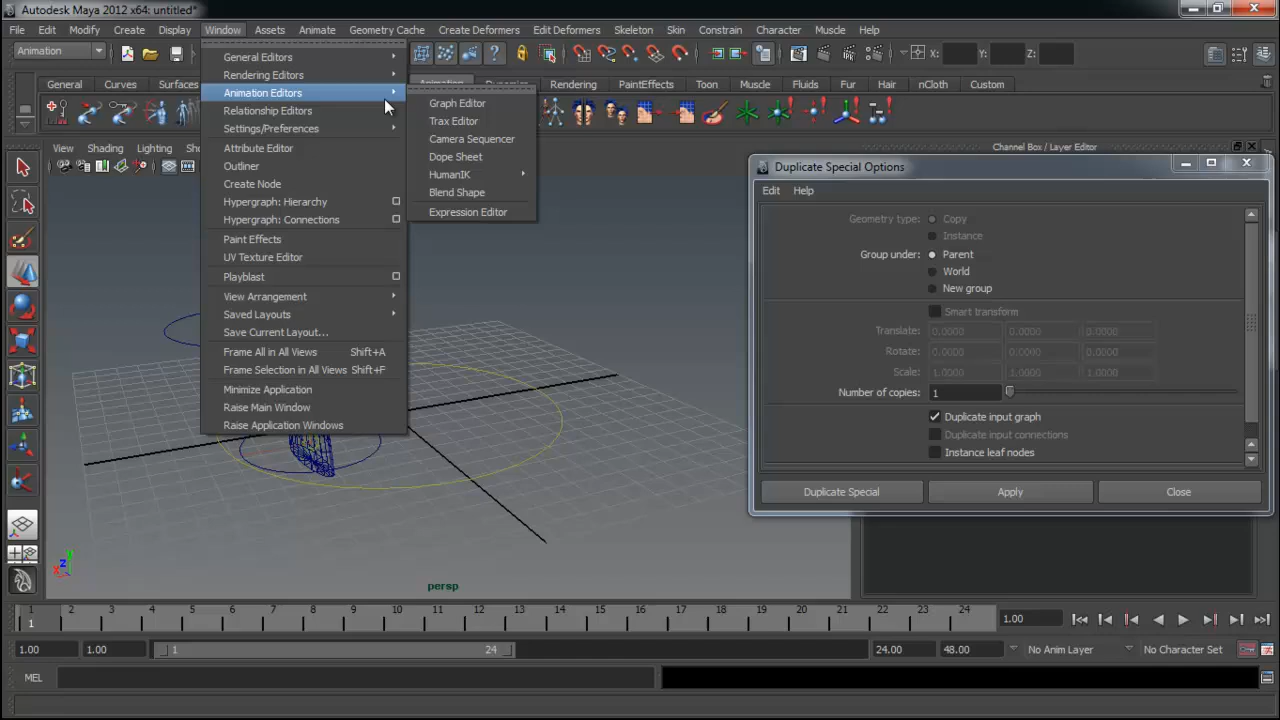 Autodesk Maya 2012 x64: untitled*
File Edit Modify Create Display Window Assets Animate Geometry Cache Create Deformers Edit Deformers Skeleton Skin Constrain Character Muscle Help
Animation
X: Y: Z:
General Curves Surfaces Animation Dynamics Rendering PaintEffects Toon Muscle Fluids Fur Hair
View Shading Lighting
Channel Box / Layer Editor
General Editors
Rendering Editors
Animation Editors
Relationship Editors
Settings/Preferences
Attribute Editor
Outliner
Create Node
Hypergraph: Hierarchy
Hypergraph: Connections
Paint Effects
UV Texture Editor
Playblast
View Arrangement
Saved Layouts
Save Current Layout...
Frame All in All Views Shift+A
Frame Selection in All Views Shift+F
Minimize Application
Raise Main Window
Raise Application Windows
Graph Editor
Trax Editor
Camera Sequencer
Dope Sheet
HumanIK
Blend Shape
Expression Editor
Duplicate Special Options
Edit Help
Geometry type: Copy
Instance
Group under: Parent
World
New group
Smart transform
Translate: 0.0000 0.0000 0.0000
Rotate: 0.0000 0.0000 0.0000
Scale: 1.0000 1.0000 1.0000
Number of copies: 1
Duplicate input graph
Duplicate input connections
Instance leaf nodes
Duplicate Special Apply Close
y
z
x
persp
1 2 3 4 5 6 7 8 9 10 11 12 13 14 15 16 17 18 19 20 21 22 23 24
1
1.00
1.00 1.00 1 24 24.00 48.00 No Anim Layer No Character Set
MEL